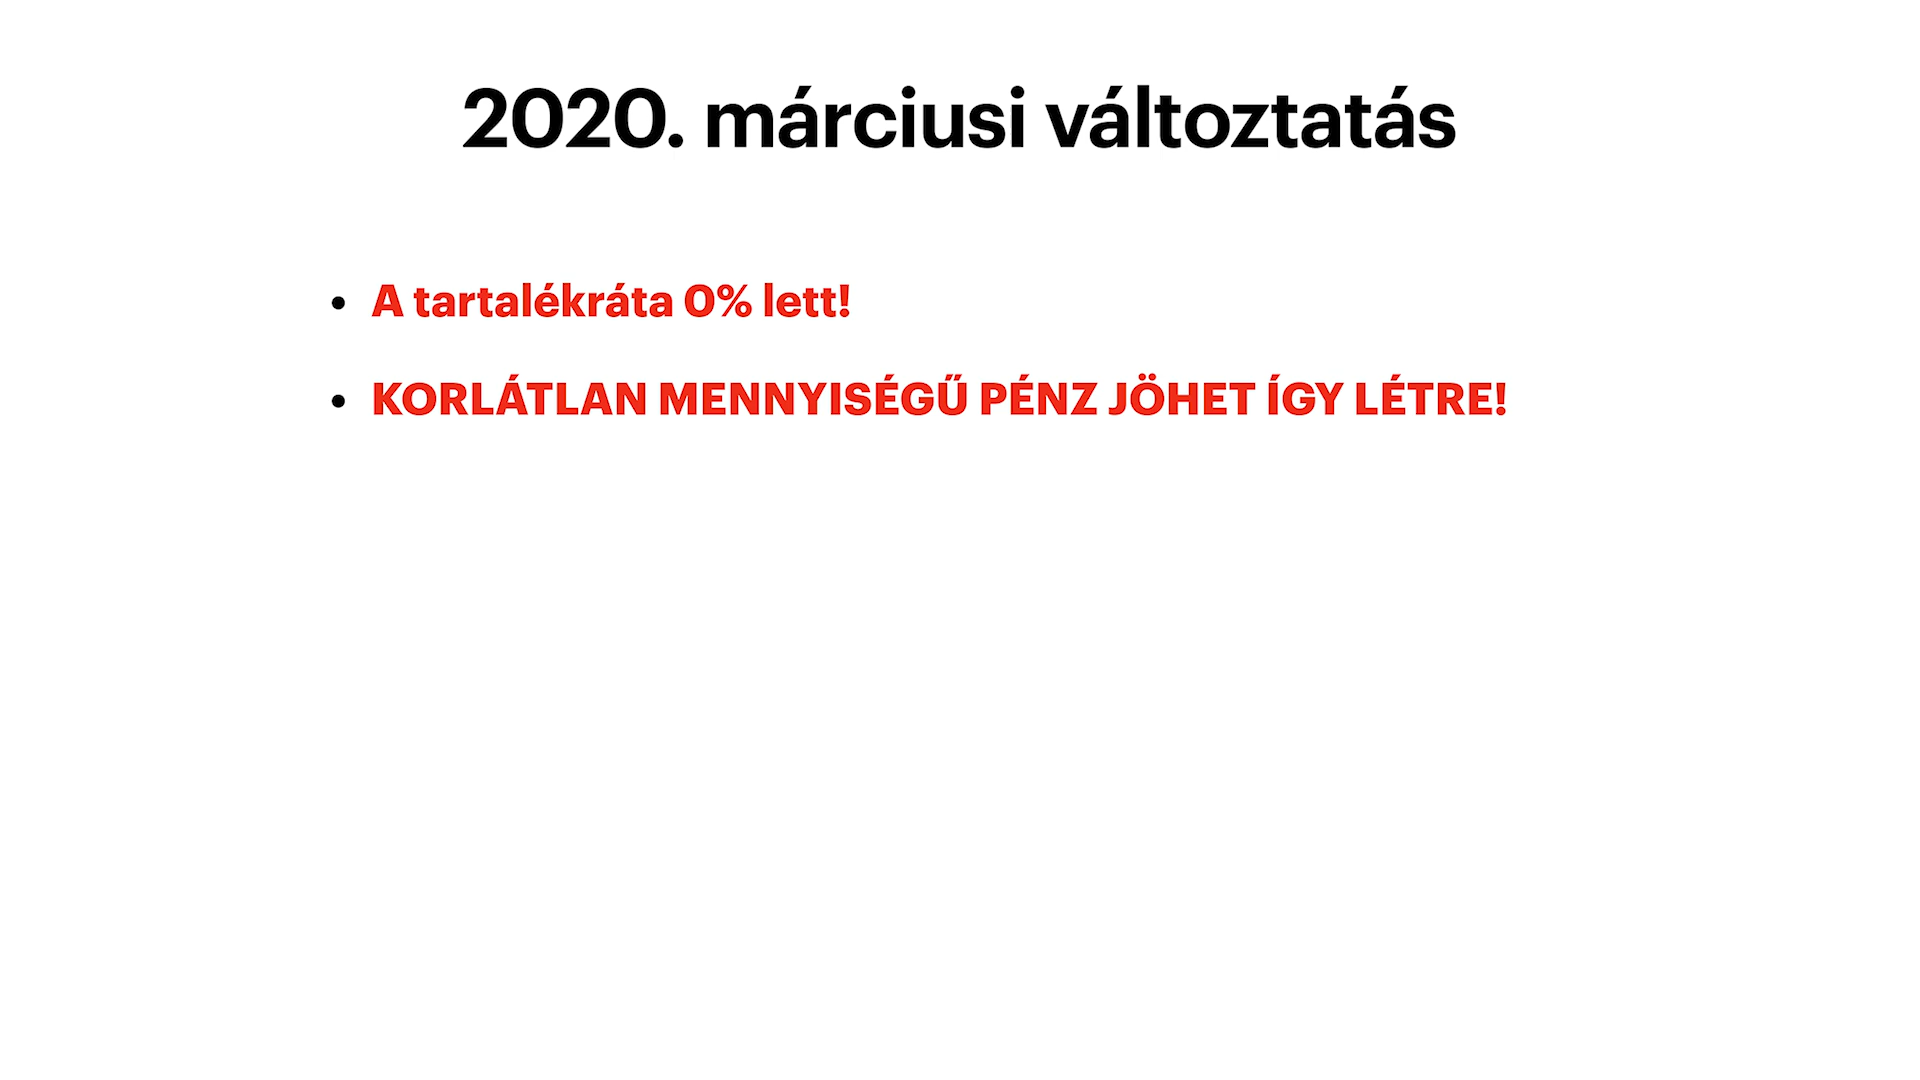 2020. márciusi változtatás
• A tartalékráta 0% lett!
• KORLÁTLAN MENNYISÉGŰ PÉNZ JÖHET ÍGY LÉTRE!